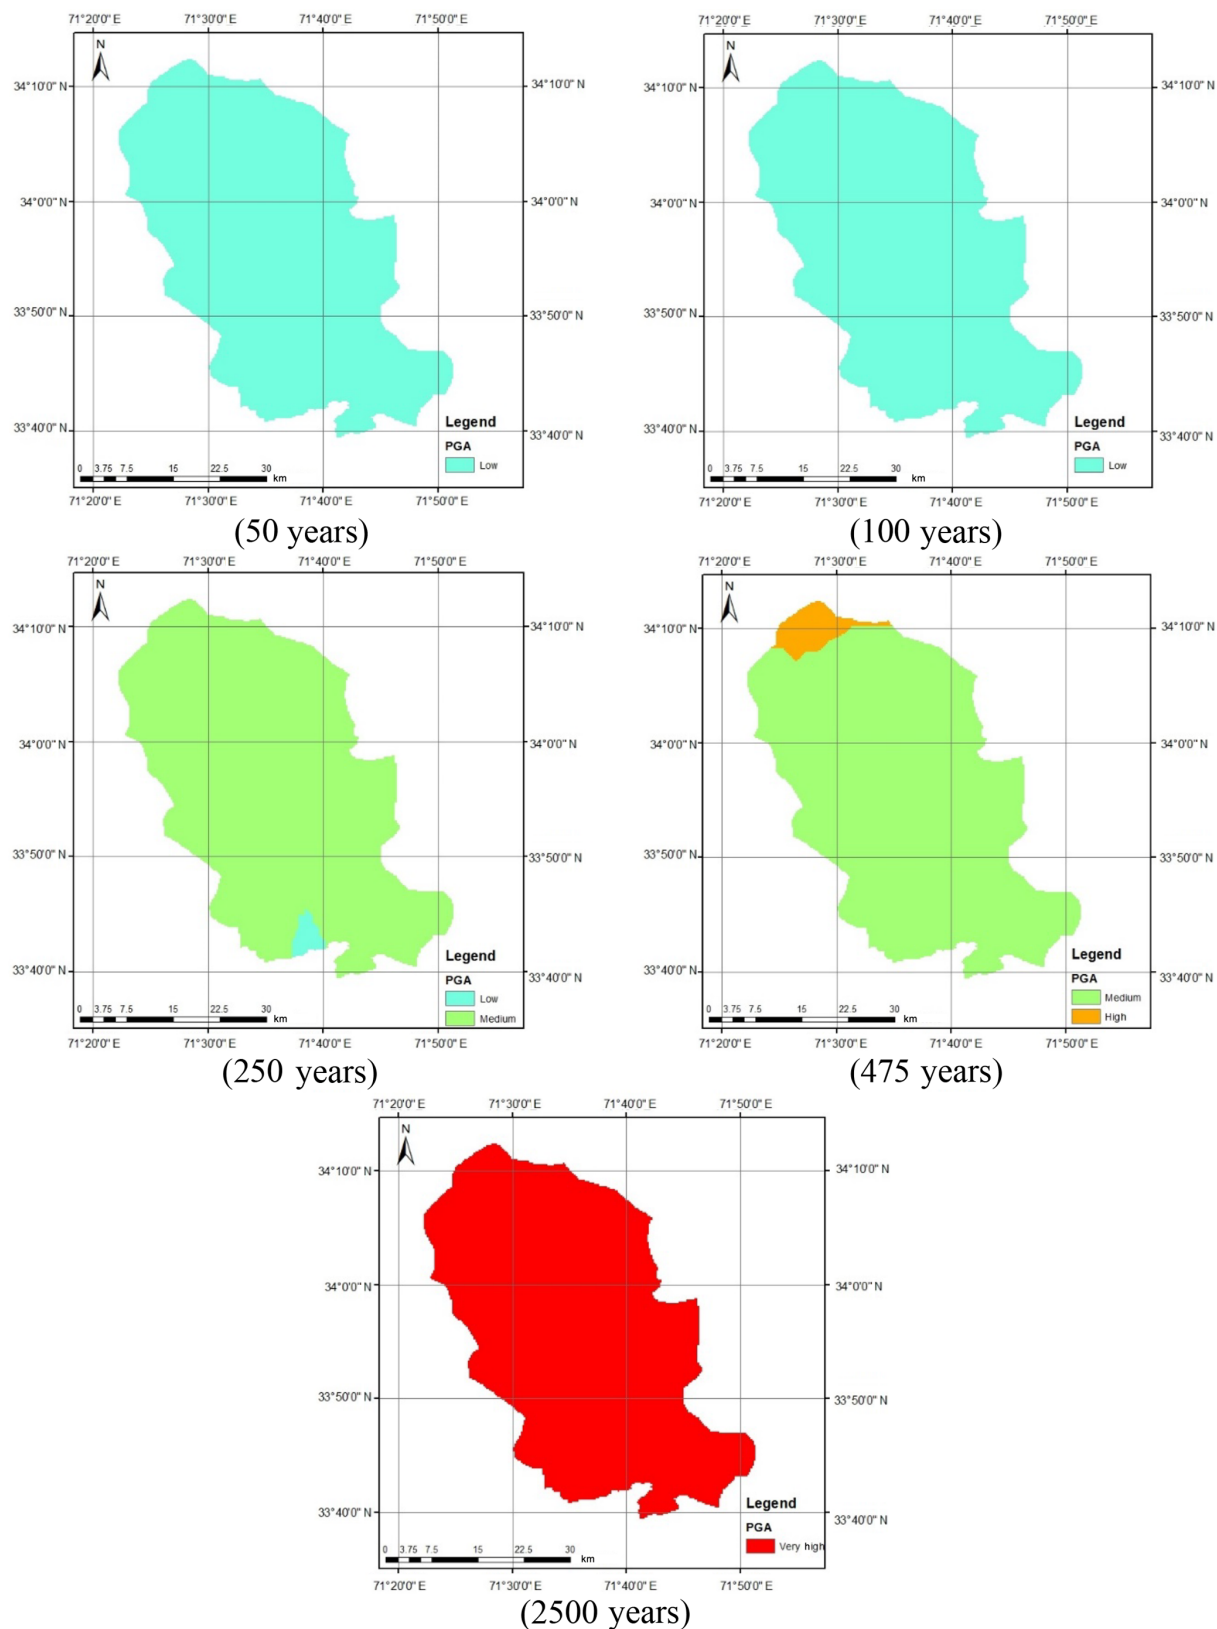 71°20'0" E 71°30'0" E 71°40'0" E 71°50'0" E
71°20'0" E 71°30'0" E 71°40'0" E 71°50'0" E
N
34°10'0" N
34°0'0" N
33°50'0" N
33°40'0" N
34°10'0" N
34°0'0" N
33°50'0" N
33°40'0" N
Legend
PGA
Low
0 3.75 7.5 15 22.5 30
km
71°20'0" E 71°30'0" E 71°40'0" E 71°50'0" E
(50 years)
N
34°10'0" N
34°0'0" N
33°50'0" N
33°40'0" N
34°10'0" N
34°0'0" N
33°50'0" N
33°40'0" N
Legend
PGA
Low
0 3.75 7.5 15 22.5 30
km
71°20'0" E 71°30'0" E 71°40'0" E 71°50'0" E
(100 years)
71°20'0" E 71°30'0" E 71°40'0" E 71°50'0" E
N
34°10'0" N
34°0'0" N
33°50'0" N
33°40'0" N
34°10'0" N
34°0'0" N
33°50'0" N
33°40'0" N
Legend
PGA
Low
Medium
0 3.75 7.5 15 22.5 30
km
71°20'0" E 71°30'0" E 71°40'0" E 71°50'0" E
(250 years)
71°20'0" E 71°30'0" E 71°40'0" E 71°50'0" E
N
34°10'0" N
34°0'0" N
33°50'0" N
33°40'0" N
34°10'0" N
34°0'0" N
33°50'0" N
33°40'0" N
Legend
PGA
Medium
High
0 3.75 7.5 15 22.5 30
km
71°20'0" E 71°30'0" E 71°40'0" E 71°50'0" E
(475 years)
71°20'0" E 71°30'0" E 71°40'0" E 71°50'0" E
N
34°10'0" N
34°0'0" N
33°50'0" N
33°40'0" N
34°10'0" N
34°0'0" N
33°50'0" N
33°40'0" N
Legend
PGA
Very high
0 3.75 7.5 15 22.5 30
km
71°20'0" E 71°30'0" E 71°40'0" E 71°50'0" E
(2500 years)